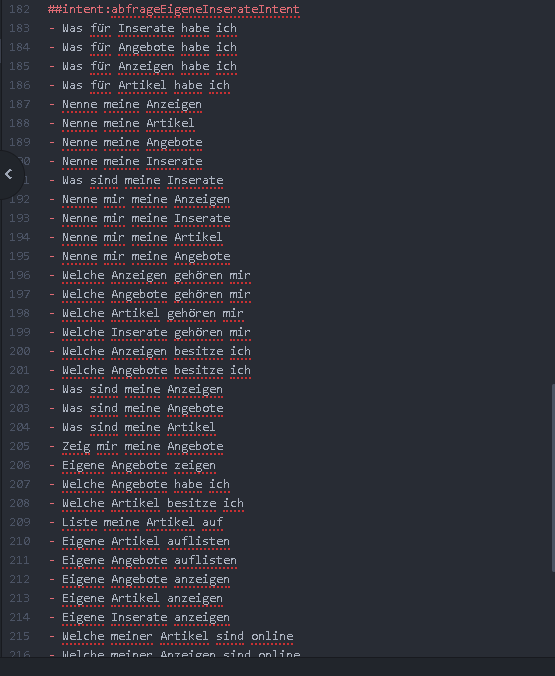 182 ##intent:abfrageEigeneInserateIntent
183 - Was für Inserate habe ich
184 - Was für Angebote habe ich
185 - Was für Anzeigen habe ich
186 - Was für Artikel habe ich
187 - Nenne meine Anzeigen
188 - Nenne meine Artikel
189 - Nenne meine Angebote
90 - Nenne meine Inserate
1 - Was sind meine Inserate
192 - Nenne mir meine Anzeigen
193 - Nenne mir meine Inserate
194 - Nenne mir meine Artikel
195 - Nenne mir meine Angebote
196 - Welche Anzeigen gehören mir
197 - Welche Angebote gehören mir
198 - Welche Artikel gehören mir
199 - Welche Inserate gehören mir
200 - Welche Anzeigen besitze ich
201 - Welche Angebote besitze ich
202 - Was sind meine Anzeigen
203 - Was sind meine Angebote
204 - Was sind meine Artikel
205 - Zeig mir meine Angebote
206 - Eigene Angebote zeigen
207 - Welche Angebote habe ich
208 - Welche Artikel besitze ich
209 - Liste meine Artikel auf
210 - Eigene Artikel auflisten
211 - Eigene Angebote auflisten
212 - Eigene Angebote anzeigen
213 - Eigene Artikel anzeigen
214 - Eigene Inserate anzeigen
215 - Welche meiner Artikel sind online
216 - Welche meiner Anzeigen sind online